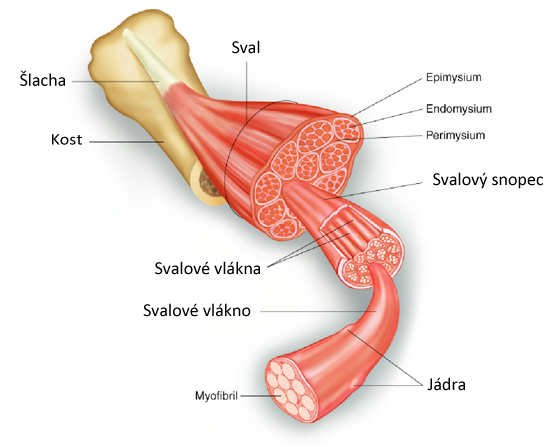 Sval
Šlacha
Epimysium
Endomysium
Kost
Perimysium
Svalový snopec
Svalové vlákna
Svalové vlákno
Jádra
Myofibril